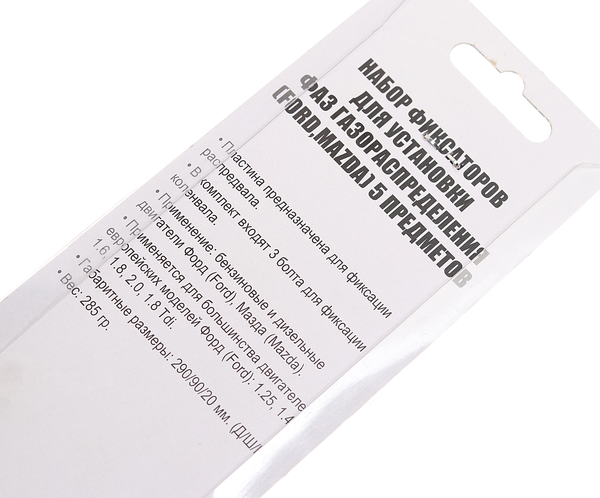 НАБОР ФИКСАТОРОВ
ДЛЯ УСТАНОВКИ
ФАЗ ГАЗОРАСПРЕДЕЛЕНИЯ
(FORD,MAZDA) 5 ПРЕДМЕТОВ
• Пластина предназначена для фиксации
распредвала.
• В комплект входят 3 болта для фиксации
коленвала.
• Применение: бензиновые и дизельные
двигатели Форд (Ford), Мазда (Mazda).
• Применяется для большинства двигателе
европейских моделей Форд (Ford): 1.25, 1.4
1.6, 1.8, 2.0, 1.8 Tdi.
• Габаритные размеры: 290/90/20 мм. (Д/Ш/
• Вес: 285 гр.